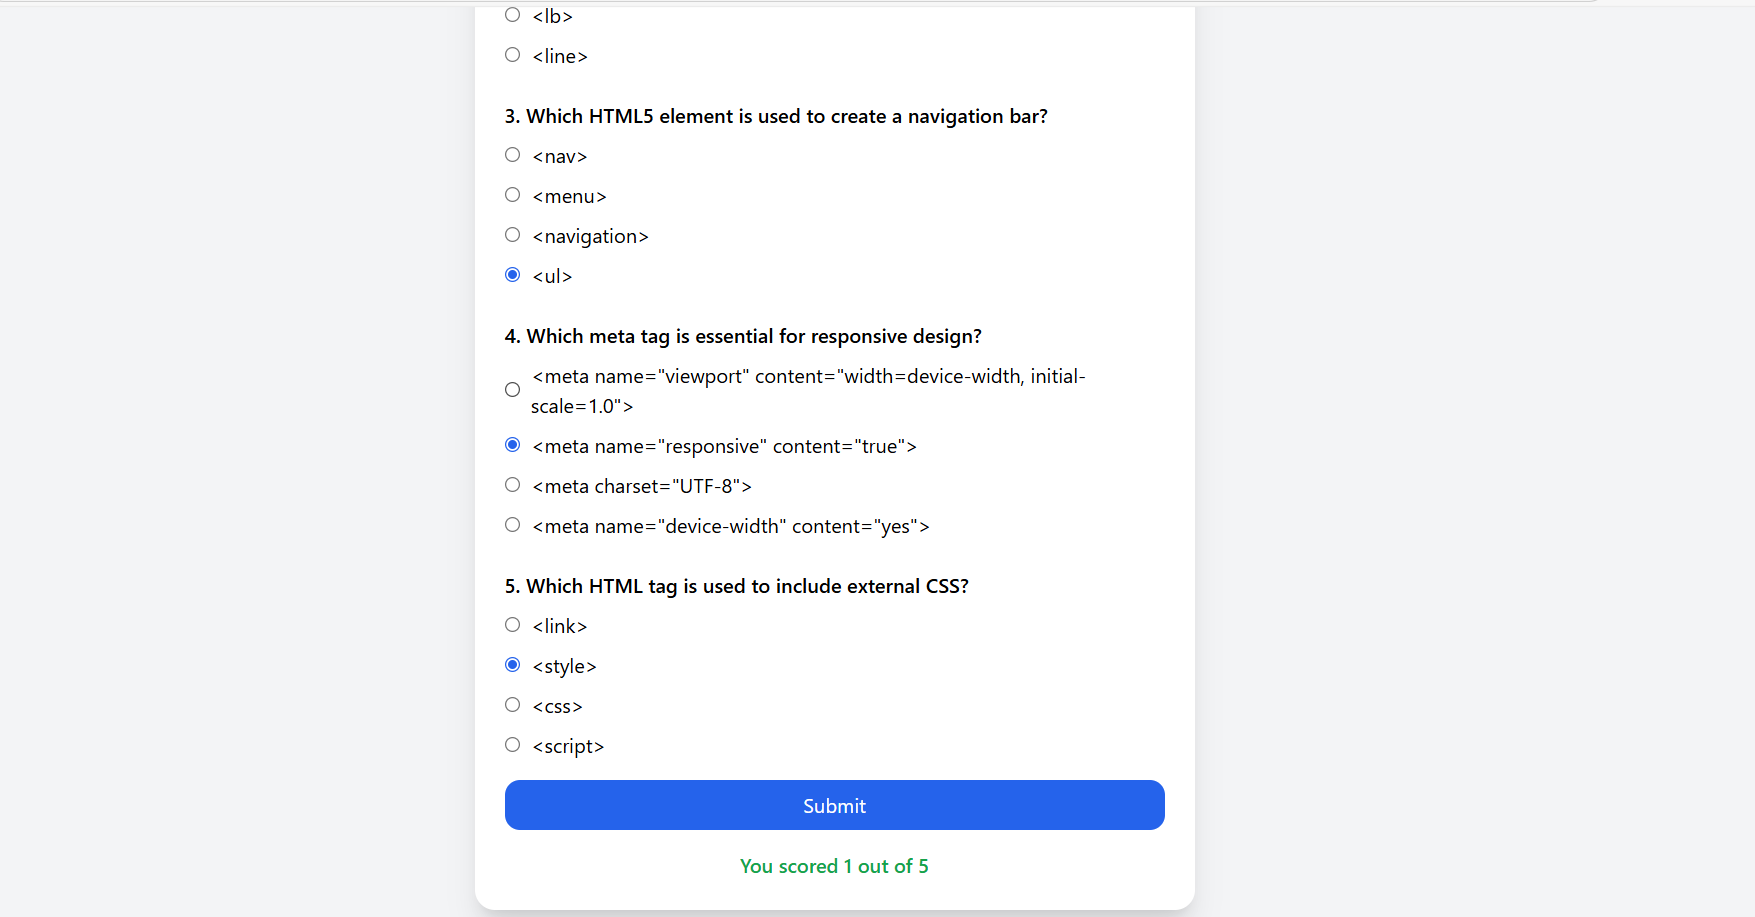 <lb>
<line>
3. Which HTML5 element is used to create a navigation bar?
<nav>
<menu>
<navigation>
<ul>
4. Which meta tag is essential for responsive design?
<meta name="viewport" content="width=device-width, initial-
scale=1.0">
<meta name="responsive" content="true">
<meta charset="UTF-8">
<meta name="device-width" content="yes">
5. Which HTML tag is used to include external CSS?
<link>
<style>
<css>
<script>
Submit
You scored 1 out of 5